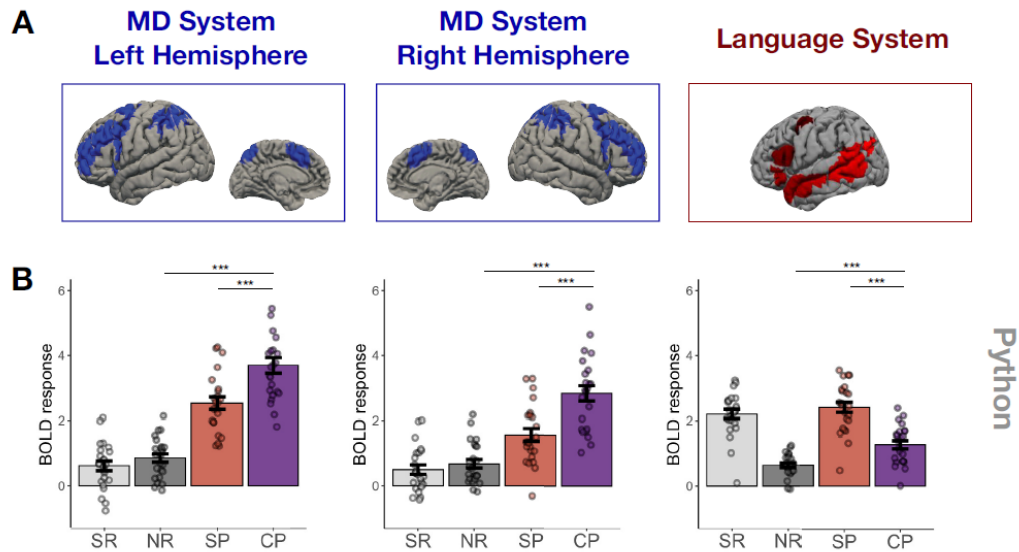 A
MD System
Left Hemisphere
MD System
Right Hemisphere
Language System
B
***
***
6
4
2
0
BOLD response
SR NR SP CP
***
***
6
4
2
0
BOLD response
SR NR SP CP
***
***
6
4
2
0
BOLD response
SR NR SP CP
Python